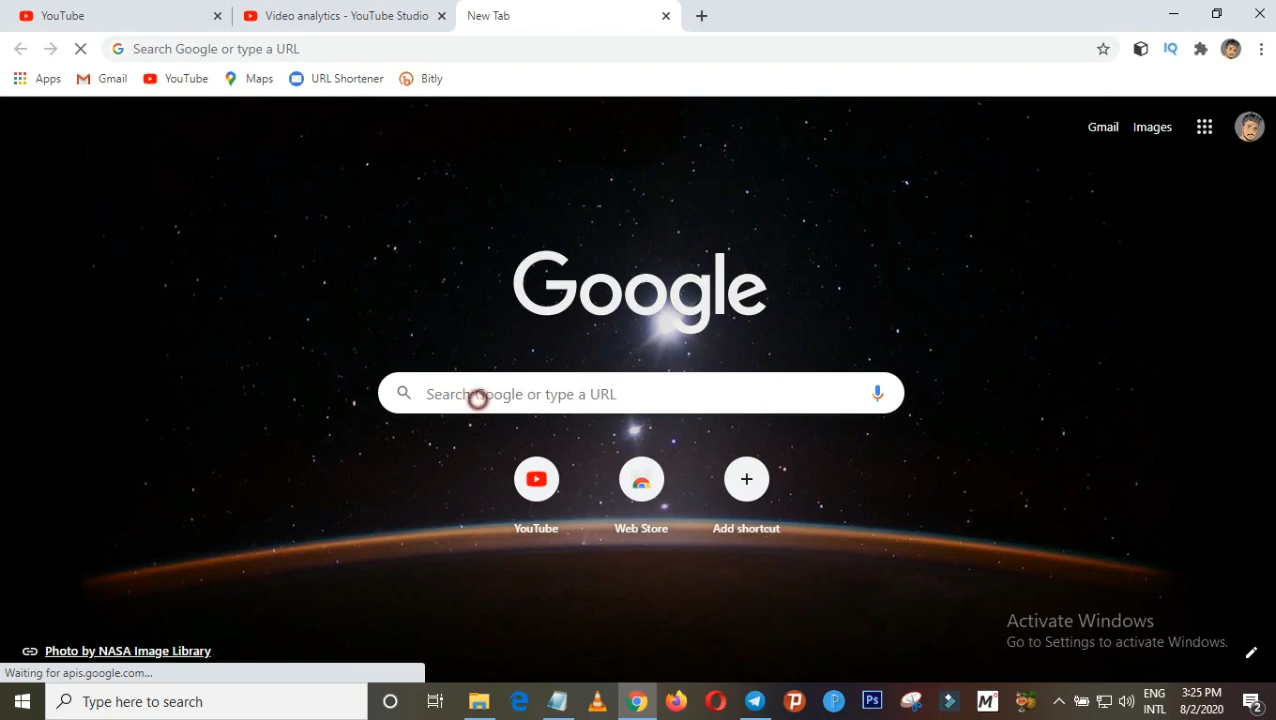 YouTube
Video analytics - YouTube Studio
New Tab
Search Google or type a URL
IQ
Apps
Gmail
YouTube
Maps
URL Shortener
Bitly
Gmail
Images
Google
Search Google or type a URL
YouTube
Web Store
Add shortcut
Activate Windows
Go to Settings to activate Windows.
Photo by NASA Image Library
Waiting for apis.google.com...
Type here to search
Ps
ENG
INTL
3:25 PM
8/2/2020
2